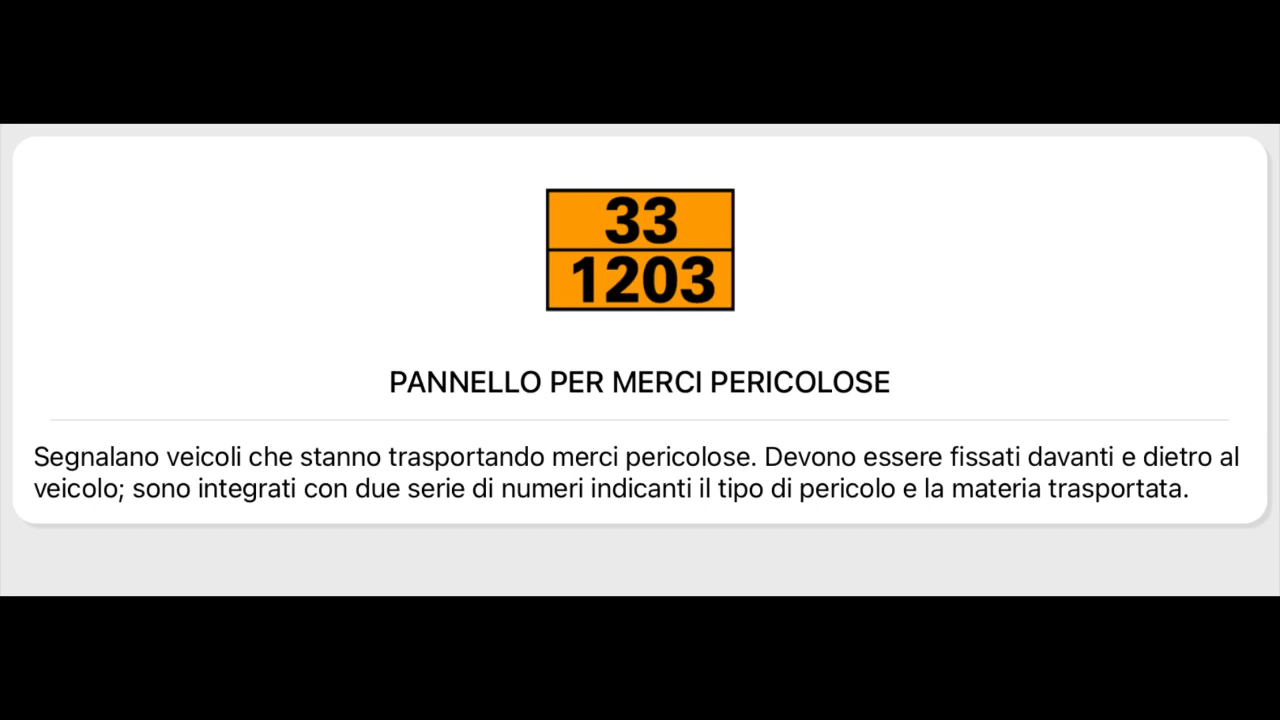 33
1203
PANNELLO PER MERCI PERICOLOSE
Segnalano veicoli che stanno trasportando merci pericolose. Devono essere fissati davanti e dietro al
veicolo; sono integrati con due serie di numeri indicanti il tipo di pericolo e la materia trasportata.